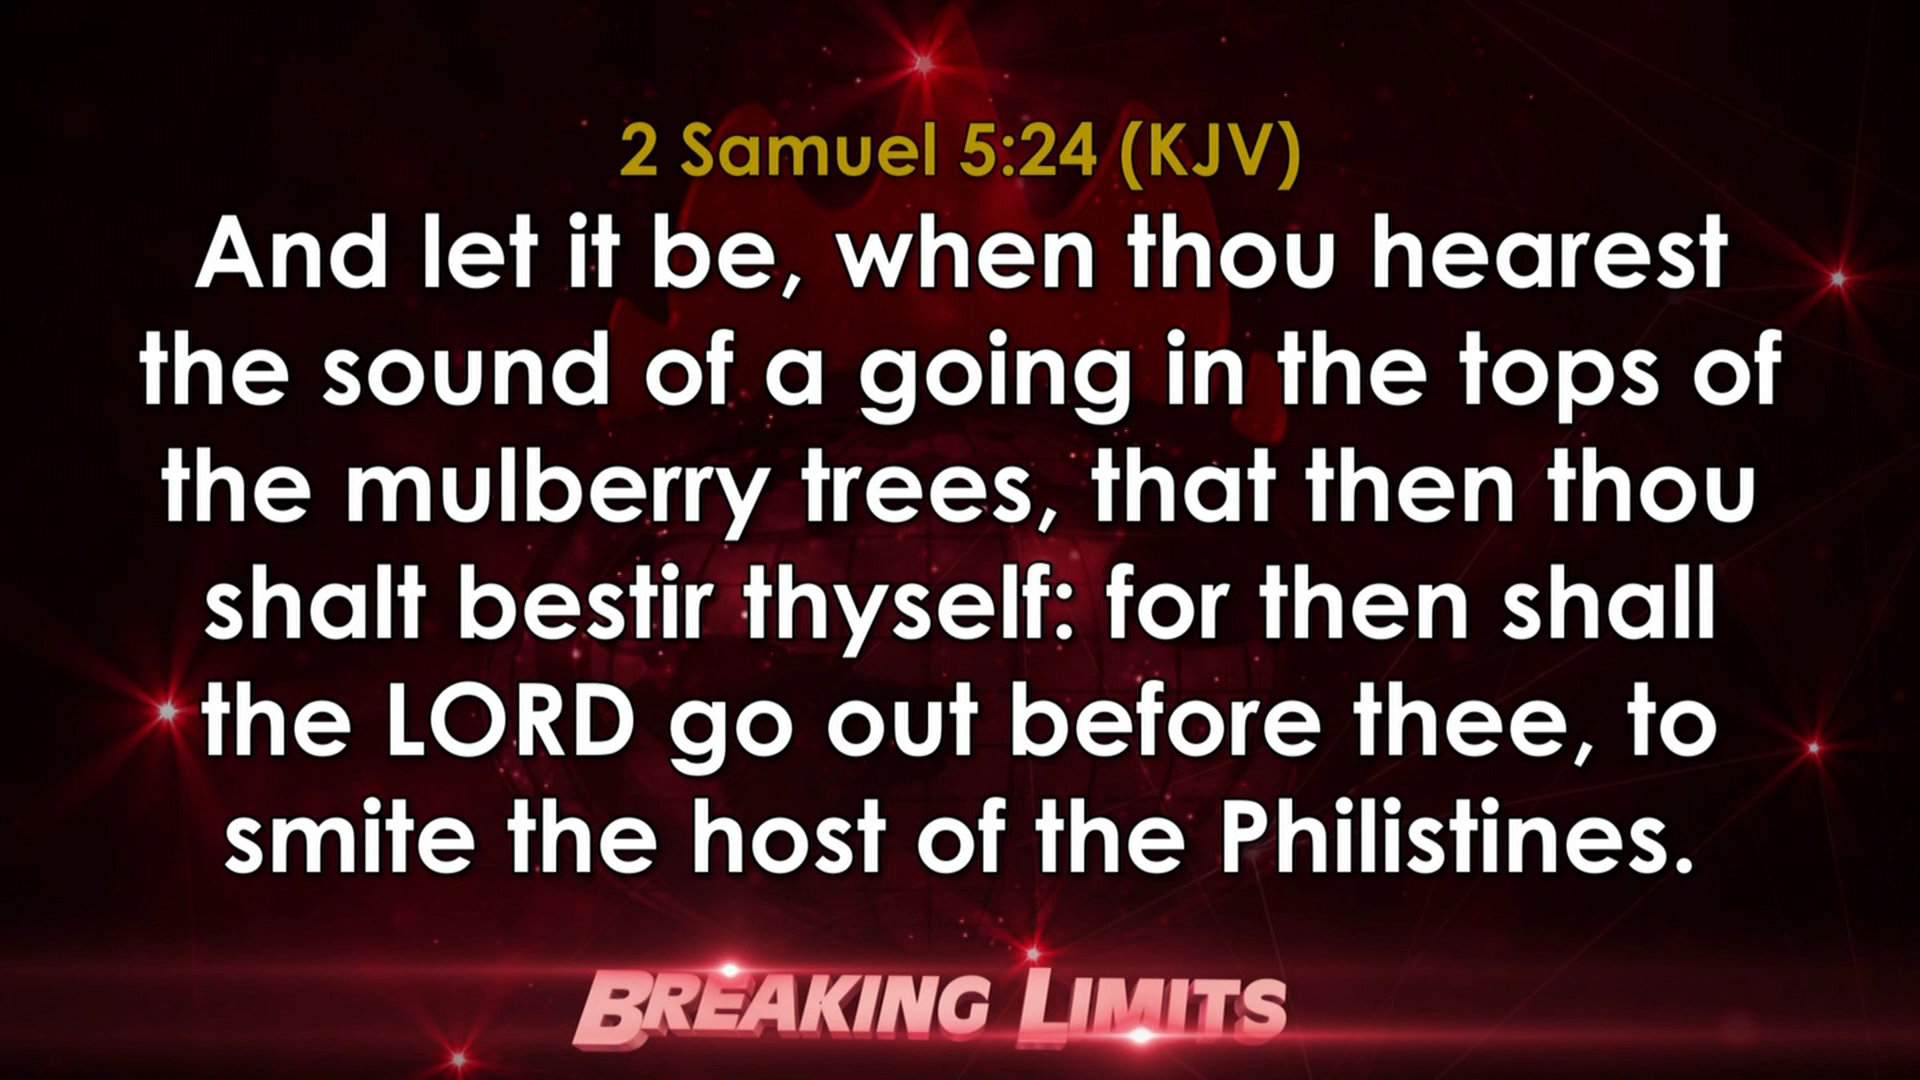 2 Samuel 5:24 (KJV)
And let it be, when thou hearest
the sound of a going in the tops of
the mulberry trees, that then thou
shalt bestir thyself: for then shall
the LORD go out before thee, to
smite the host of the Philistines.
BREAKING LIMITS